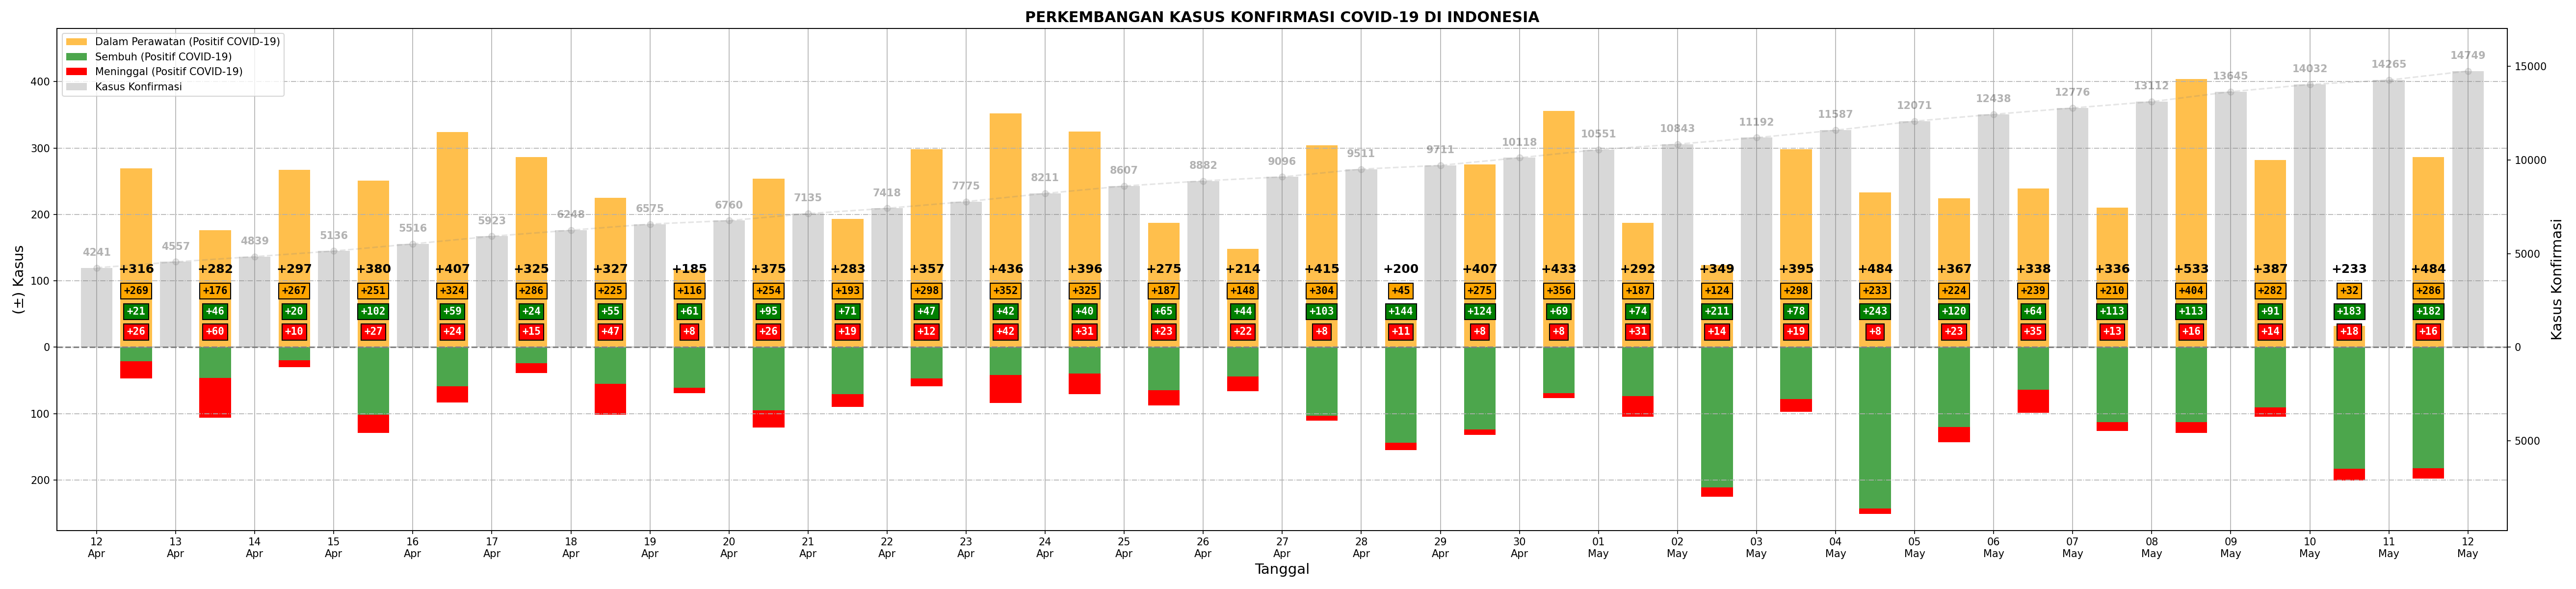 PERKEMBANGAN KASUS KONFIRMASI COVID-19 DI INDONESIA
Dalam Perawatan (Positif COVID-19)
Sembuh (Positif COVID-19)
Meninggal (Positif COVID-19)
Kasus Konfirmasi
(±) Kasus
400
300
200
100
0
100
200
15000
10000
5000
0
5000
Kasus Konfirmasi
4241 4557 4839 5136 5516 5923 6248 6575 6760 7135 7418 7775 8211 8607 8882 9096 9511 9711 10118 10551 10843 11192 11587 12071 12438 12776 13112 13645 14032 14265 14749
+316 +282 +297 +380 +407 +325 +327 +185 +375 +283 +357 +436 +396 +275 +214 +415 +200 +407 +433 +292 +349 +395 +484 +367 +338 +336 +533 +387 +233 +484
+269 +176 +267 +251 +324 +286 +225 +116 +254 +193 +298 +352 +325 +187 +148 +304 +45 +275 +356 +187 +124 +298 +233 +224 +239 +210 +404 +282 +32 +286
+21 +46 +20 +102 +59 +24 +55 +61 +95 +71 +47 +42 +40 +65 +44 +103 +144 +124 +69 +74 +211 +78 +243 +120 +64 +113 +113 +91 +183 +182
+26 +60 +10 +27 +24 +15 +47 +8 +26 +19 +12 +42 +31 +23 +22 +8 +11 +8 +8 +31 +14 +19 +8 +23 +35 +13 +16 +14 +18 +16
12 13 14 15 16 17 18 19 20 21 22 23 24 25 26 27 28 29 30 01 02 03 04 05 06 07 08 09 10 11 12
Apr Apr Apr Apr Apr Apr Apr Apr Apr Apr Apr Apr Apr Apr Apr Apr Apr Apr Apr May May May May May May May May May May May May
Tanggal